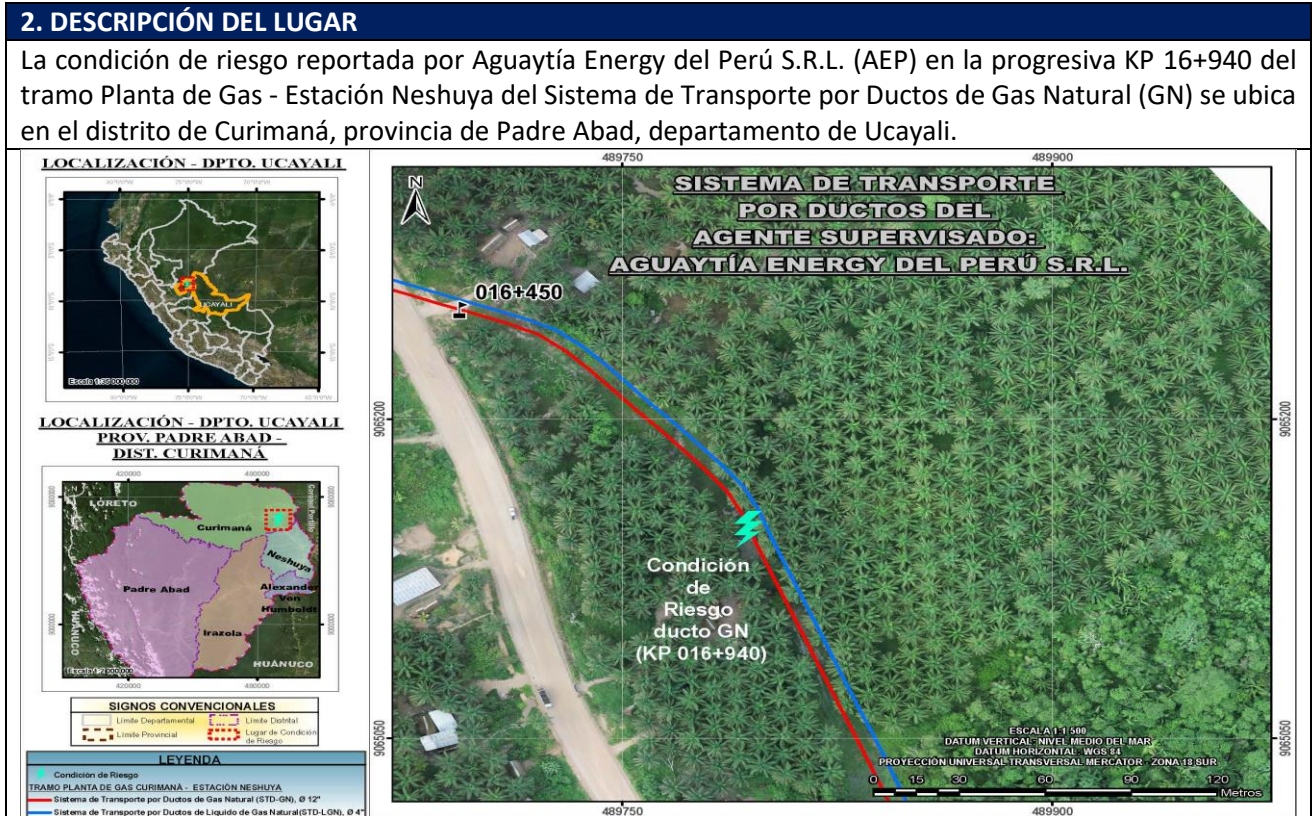 2. DESCRIPCIÓN DEL LUGAR
La condición de riesgo reportada por Aguaytía Energy del Perú S.R.L. (AEP) en la progresiva KP 16+940 del
tramo Planta de Gas - Estación Neshuya del Sistema de Transporte por Ductos de Gas Natural (GN) se ubica
en el distrito de Curimaná, provincia de Padre Abad, departamento de Ucayali.
LOCALIZACIÓN - DPTO. UCAYALI
UCAYALI
LOCALIZACIÓN - DPTO. UCAYALI
PROV. PADRE ABAD -
DIST. CURIMANÁ
420000
480000
LORETO
Curimaná
Coronel Portillo
Neshuya
Padre Abad
Alexander
Von
Humboldt
Irazola
HUÁNUCO
HUÁNUCO
9000000
9000000
420000
480000
SIGNOS CONVENCIONALES
Límite Departamental
Límite Distrital
Límite Provincial
Lugar de Condición
de Riesgo
LEYENDA
Condición de Riesgo
TRAMO PLANTA DE GAS CURIMANÁ - ESTACIÓN NESHUYA
Sistema de Transporte por Ductos de Gas Natural (STD-GN), Ø 12"
Sistema de Transporte por Ductos de Liquido de Gas Natural(STD-LGN), Ø 4"
489750
489900
N
SISTEMA DE TRANSPORTE
POR DUCTOS DEL
AGENTE SUPERVISADO:
AGUAYTÍA ENERGY DEL PERÚ S.R.L.
016+450
9065200
9065200
Condición
de
Riesgo
ducto GN
(KP 016+940)
9065050
9065050
ESCALA 1:1 500
DATUM VERTICAL - NIVEL MEDIO DEL MAR
DATUM HORIZONTAL - WGS 84
PROYECCIÓN UNIVERSAL TRANSVERSAL MERCATOR - ZONA 18 SUR
0 15 30 60 90 120
Metros
489750
489900